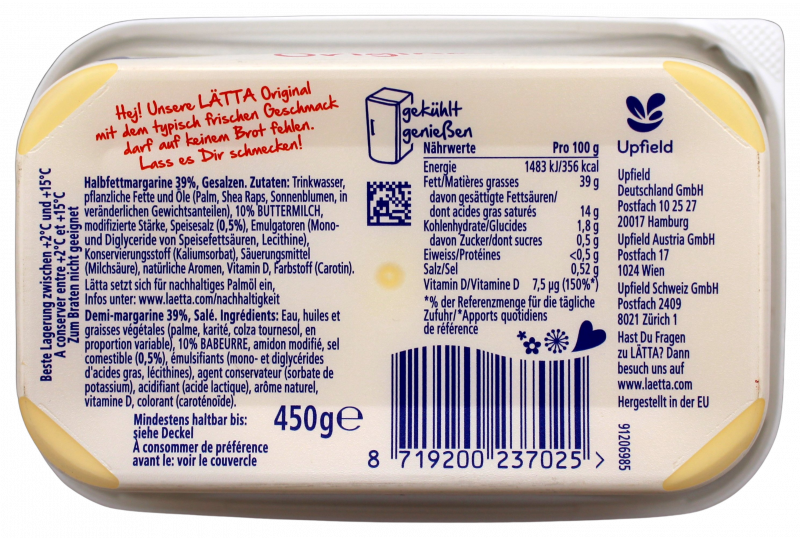 Hej! Unsere LÄTTA Original
mit dem typisch frischen Geschmack
darf auf keinem Brot fehlen.
Lass es Dir schmecken!
gekühlt
genießen
Beste Lagerung zwischen +2°C und +15°C
A conserver entre +2°C et +15°C
Zum Braten nicht geeignet
Halbfettmargarine 39%, Gesalzen. Zutaten: Trinkwasser,
pflanzliche Fette und Öle (Palm, Shea Raps, Sonnenblumen, in
veränderlichen Gewichtsanteilen), 10% BUTTERMILCH,
modifizierte Stärke, Speisesalz (0,5%), Emulgatoren (Mono-
und Diglyceride von Speisefettsäuren, Lecithine),
Konservierungsstoff (Kaliumsorbat), Säuerungsmittel
(Milchsäure), natürliche Aromen, Vitamin D, Farbstoff (Carotin).
Lätta setzt sich für nachhaltiges Palmöl ein,
Infos unter: www.laetta.com/nachhaltigkeit
Demi-margarine 39%, Salé. Ingrédients: Eau, huiles et
graisses végétales (palme, karité, colza tournesol, en
proportion variable), 10% BABEURRE, amidon modifié, sel
comestible (0,5%), émulsifiants (mono- et diglycérides
d'acides gras, lécithines), agent conservateur (sorbate de
potassium), acidifiant (acide lactique), arôme naturel,
vitamine D, colorant (caroténoïde).
Mindestens haltbar bis:
siehe Deckel
A consommer de préférence
avant le: voir le couvercle
450g℮
Nährwerte Pro 100 g
Energie 1483 kJ/356 kcal
Fett/Matières grasses 39 g
davon gesättigte Fettsäuren/
dont acides gras saturés 14 g
Kohlenhydrate/Glucides 1,8 g
davon Zucker/dont sucres 0,5 g
Eiweiss/Protéines <0,5 g
Salz/Sel 0,52 g
Vitamin D/Vitamine D 7,5 µg (150%*)
*% der Referenzmenge für die tägliche
Zufuhr/*Apports quotidiens
de référence
8 719200 237025 >
Upfield
Upfield
Deutschland GmbH
Postfach 10 25 27
20017 Hamburg
Upfield Austria GmbH
Postfach 17
1024 Wien
Upfield Schweiz GmbH
Postfach 2409
8021 Zürich 1
Hast Du Fragen
zu LÄTTA? Dann
besuch uns auf
www.laetta.com
Hergestellt in der EU
91206985